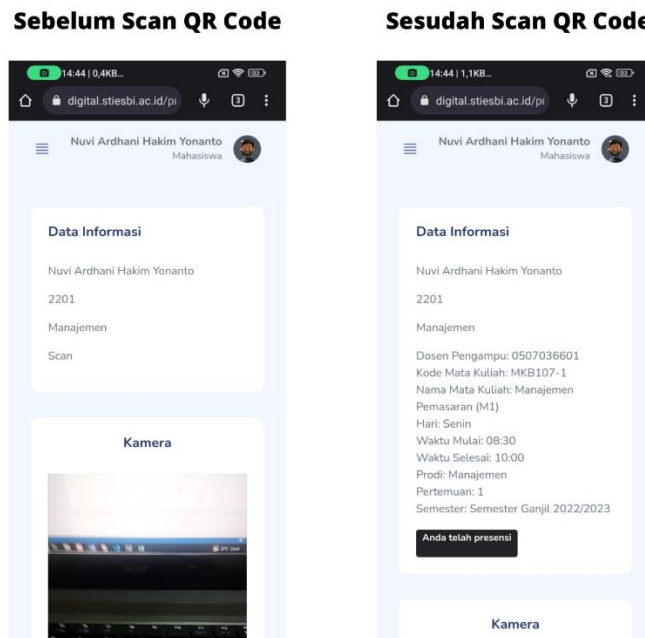 Sebelum Scan QR Code
14:44 | 0,4KB...
digital.stiesbi.ac.id/pr
3
Nuvi Ardhani Hakim Yonanto
Mahasiswa
Data Informasi
Nuvi Ardhani Hakim Yonanto
2201
Manajemen
Scan
Kamera
Sesudah Scan QR Code
14:44 | 1,1KB...
digital.stiesbi.ac.id/pr
3
Nuvi Ardhani Hakim Yonanto
Mahasiswa
Data Informasi
Nuvi Ardhani Hakim Yonanto
2201
Manajemen
Dosen Pengampu: 0507036601
Kode Mata Kuliah: MKB107-1
Nama Mata Kuliah: Manajemen
Pemasaran (M1)
Hari: Senin
Waktu Mulai: 08:30
Waktu Selesai: 10:00
Prodi: Manajemen
Pertemuan: 1
Semester: Semester Ganjil 2022/2023
Anda telah presensi
Kamera